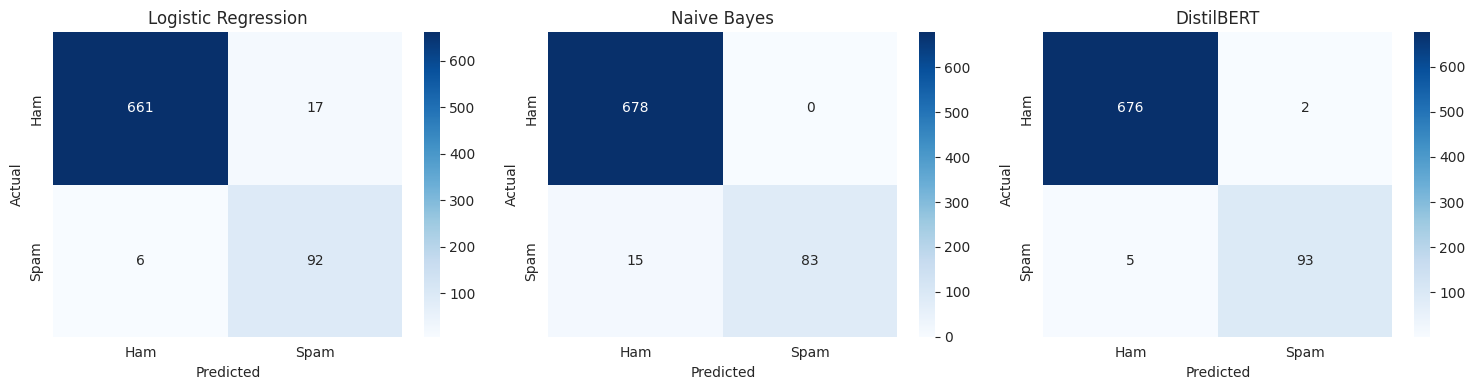 Logistic Regression
Actual
Ham
Spam
661
17
6
92
Ham
Spam
Predicted
600
500
400
300
200
100
Naive Bayes
Actual
Ham
Spam
678
0
15
83
Ham
Spam
Predicted
600
500
400
300
200
100
0
DistilBERT
Actual
Ham
Spam
676
2
5
93
Ham
Spam
Predicted
600
500
400
300
200
100